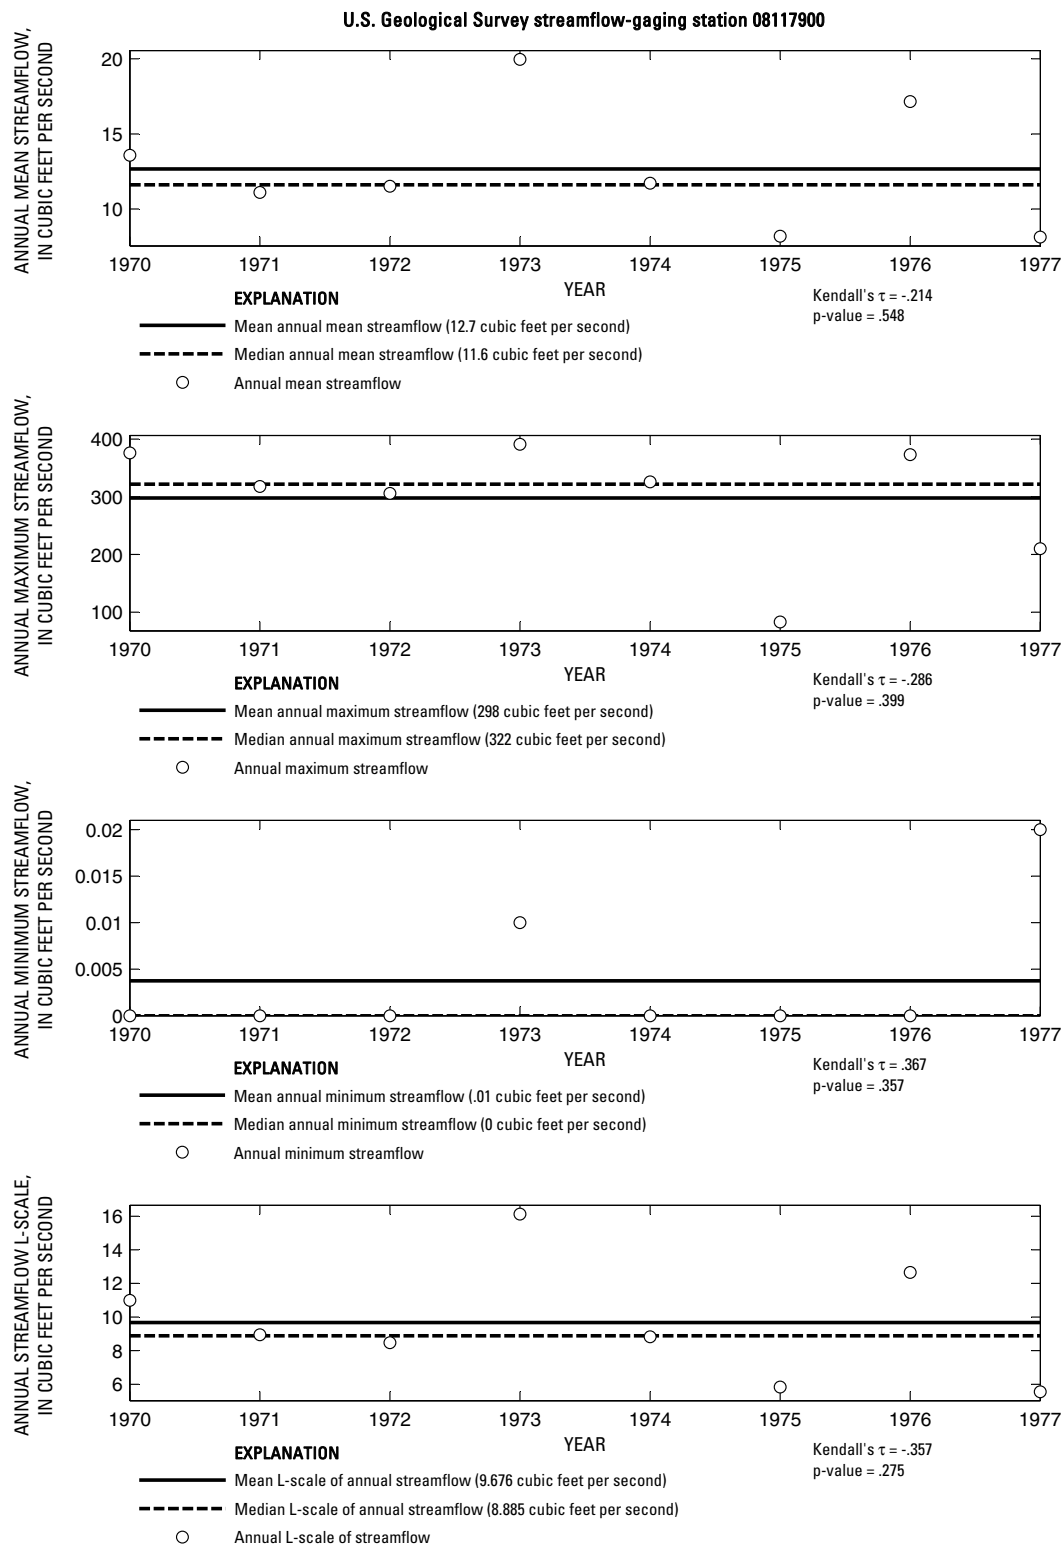 U.S. Geological Survey streamflow-gaging station 08117900
ANNUAL MEAN STREAMFLOW,
IN CUBIC FEET PER SECOND
20
15
10
1970 1971 1972 1973 1974 1975 1976 1977
YEAR
Kendall's τ = -.214
p-value = .548
EXPLANATION
Mean annual mean streamflow (12.7 cubic feet per second)
Median annual mean streamflow (11.6 cubic feet per second)
Annual mean streamflow
ANNUAL MAXIMUM STREAMFLOW,
IN CUBIC FEET PER SECOND
400
300
200
100
1970 1971 1972 1973 1974 1975 1976 1977
YEAR
Kendall's τ = -.286
p-value = .399
EXPLANATION
Mean annual maximum streamflow (298 cubic feet per second)
Median annual maximum streamflow (322 cubic feet per second)
Annual maximum streamflow
ANNUAL MINIMUM STREAMFLOW,
IN CUBIC FEET PER SECOND
0.02
0.015
0.01
0.005
0
1970 1971 1972 1973 1974 1975 1976 1977
YEAR
Kendall's τ = .367
p-value = .357
EXPLANATION
Mean annual minimum streamflow (.01 cubic feet per second)
Median annual minimum streamflow (0 cubic feet per second)
Annual minimum streamflow
ANNUAL STREAMFLOW L-SCALE,
IN CUBIC FEET PER SECOND
16
14
12
10
8
6
1970 1971 1972 1973 1974 1975 1976 1977
YEAR
Kendall's τ = -.357
p-value = .275
EXPLANATION
Mean L-scale of annual streamflow (9.676 cubic feet per second)
Median L-scale of annual streamflow (8.885 cubic feet per second)
Annual L-scale of streamflow